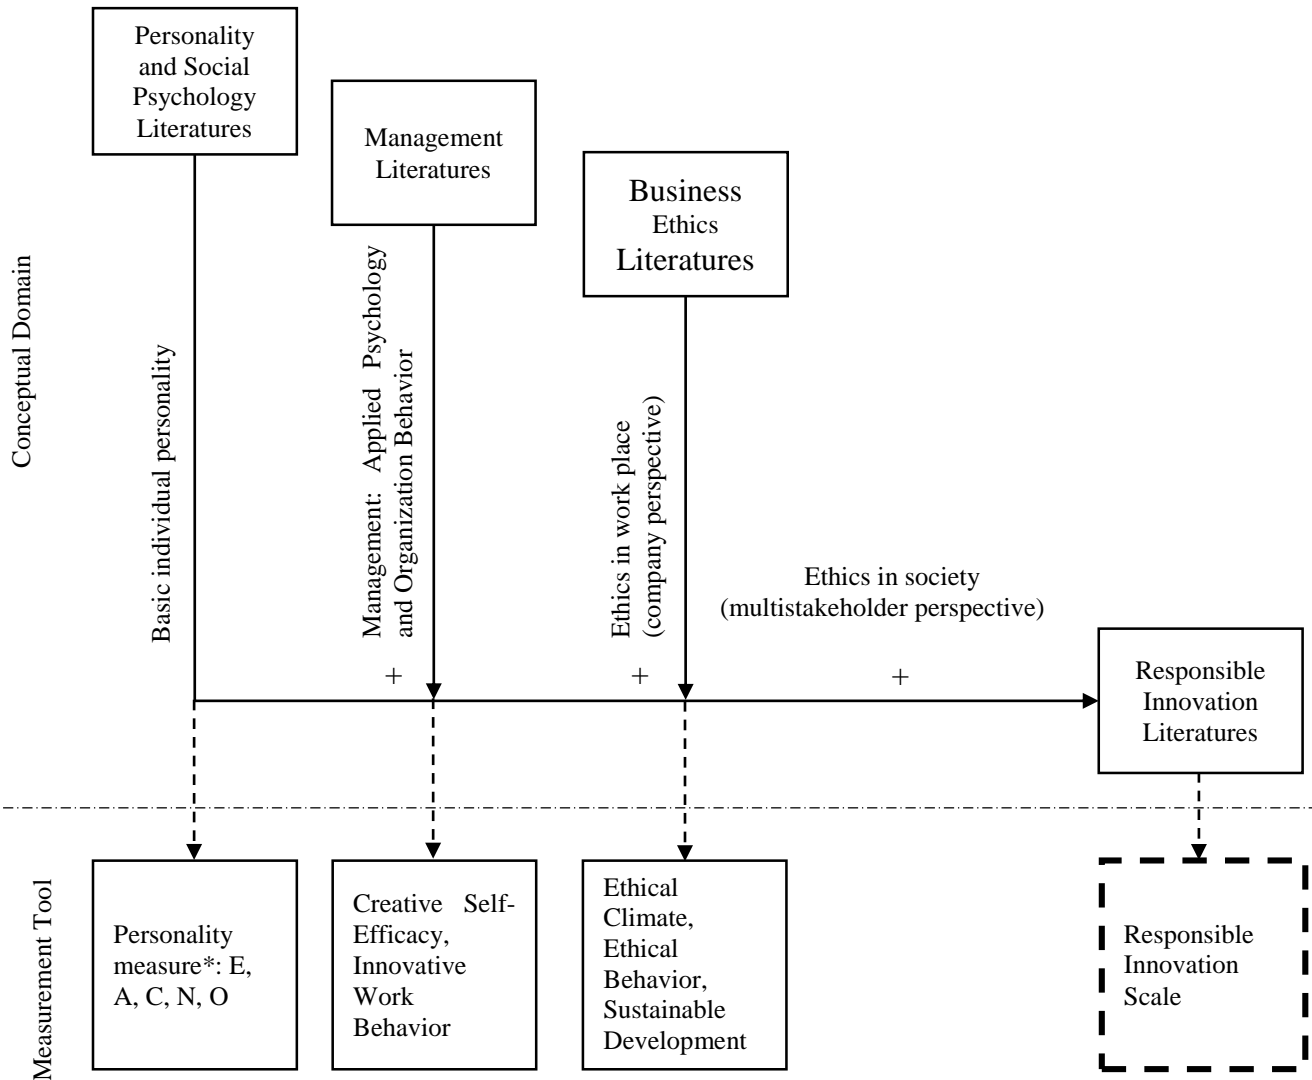 Personality
and Social
Psychology
Literatures
Management
Literatures
Business
Ethics
Literatures
Conceptual Domain
Basic individual personality
Management: Applied Psychology
and Organization Behavior
Ethics in work place
(company perspective)
Ethics in society
(multistakeholder perspective)
+
+
+
Responsible
Innovation
Literatures
Measurement Tool
Personality
measure*: E,
A, C, N, O
Creative Self-
Efficacy,
Innovative
Work
Behavior
Ethical
Climate,
Ethical
Behavior,
Sustainable
Development
Responsible
Innovation
Scale